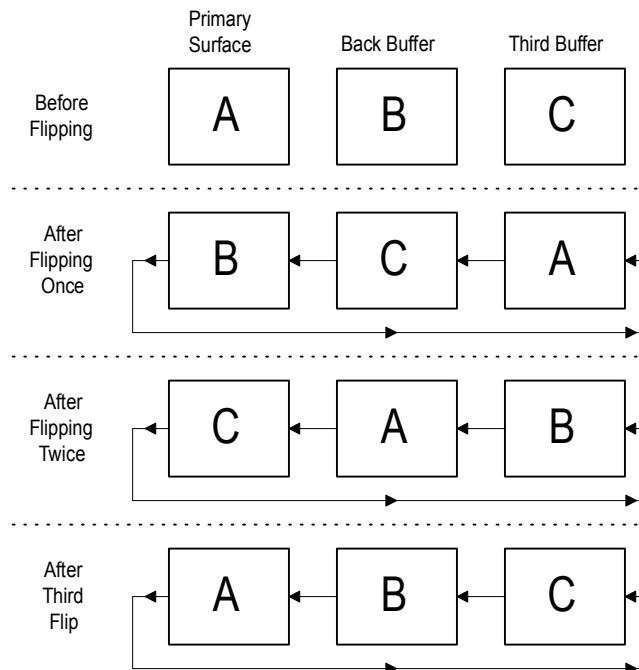 Primary
Surface
Back Buffer
Third Buffer
Before
Flipping
A
B
C
After
Flipping
Once
B
C
A
After
Flipping
Twice
C
A
B
After
Third
Flip
A
B
C